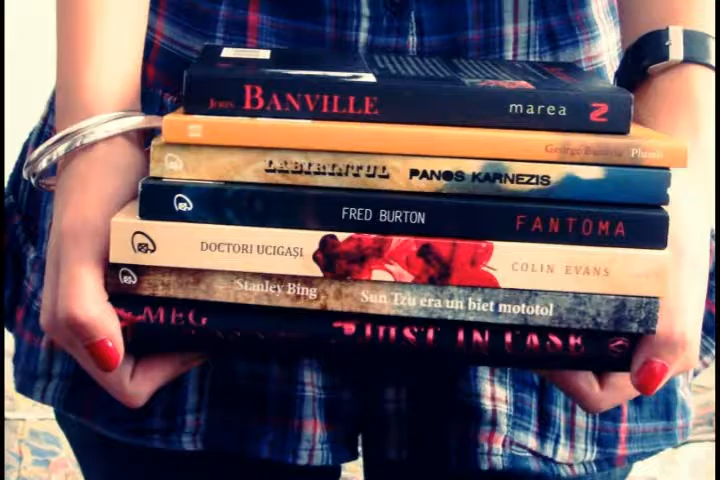 JOHN BANVILLE marea Z
George Plumb
LABIRINTUL PANOS KARNEZIS
FRED BURTON FANTOMA
DOCTORI UCIGAȘI COLIN EVANS
Stanley Bing Sun Tzu era un biet mototol
MEG JUST IN CASE